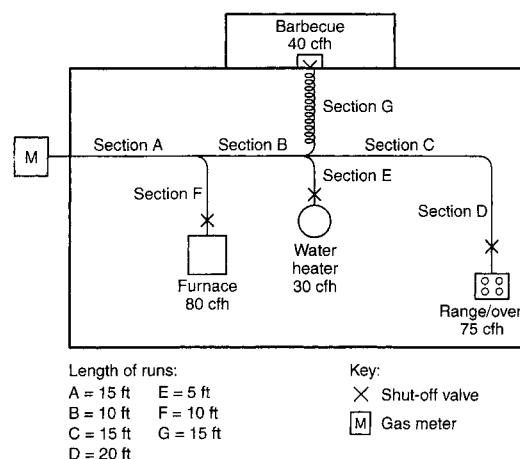 Barbecue
40 cfh
Section G
Section A
Section B
Section C
M
Section E
Section F
Section D
Water
heater
30 cfh
Furnace
80 cfh
Range/oven
75 cfh
Length of runs:
A = 15 ft E = 5 ft
B = 10 ft F = 10 ft
C = 15 ft G = 15 ft
D = 20 ft
Key:
Shut-off valve
M Gas meter